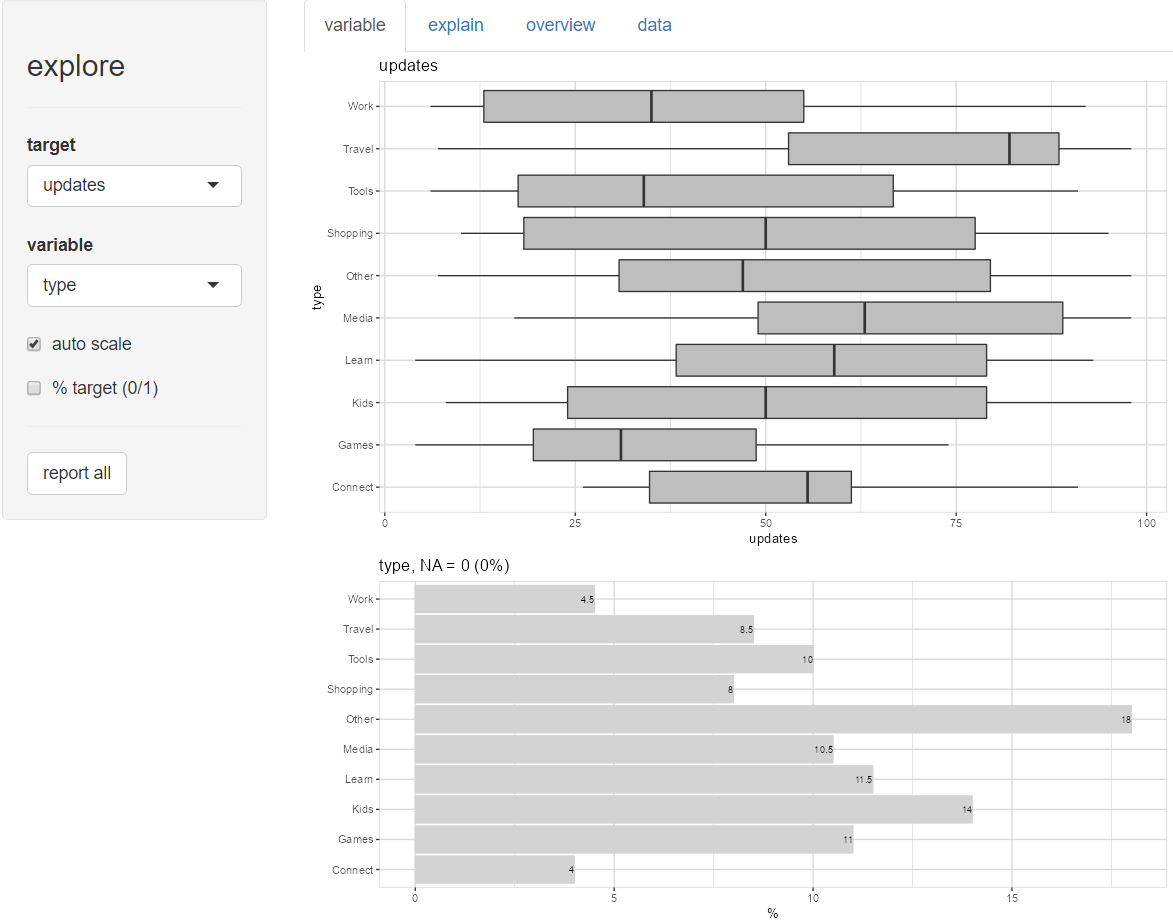 explore
target
updates
variable
type
auto scale
% target (0/1)
report all
variable explain overview data
updates
type
Work
Travel
Tools
Shopping
Other
Media
Learn
Kids
Games
Connect
0 25 50 75 100
updates
type, NA = 0 (0%)
Work 4.5
Travel 8.5
Tools 10
Shopping 8
Other 18
Media 10.5
Learn 11.5
Kids 14
Games 11
Connect 4
0 5 10 15
%